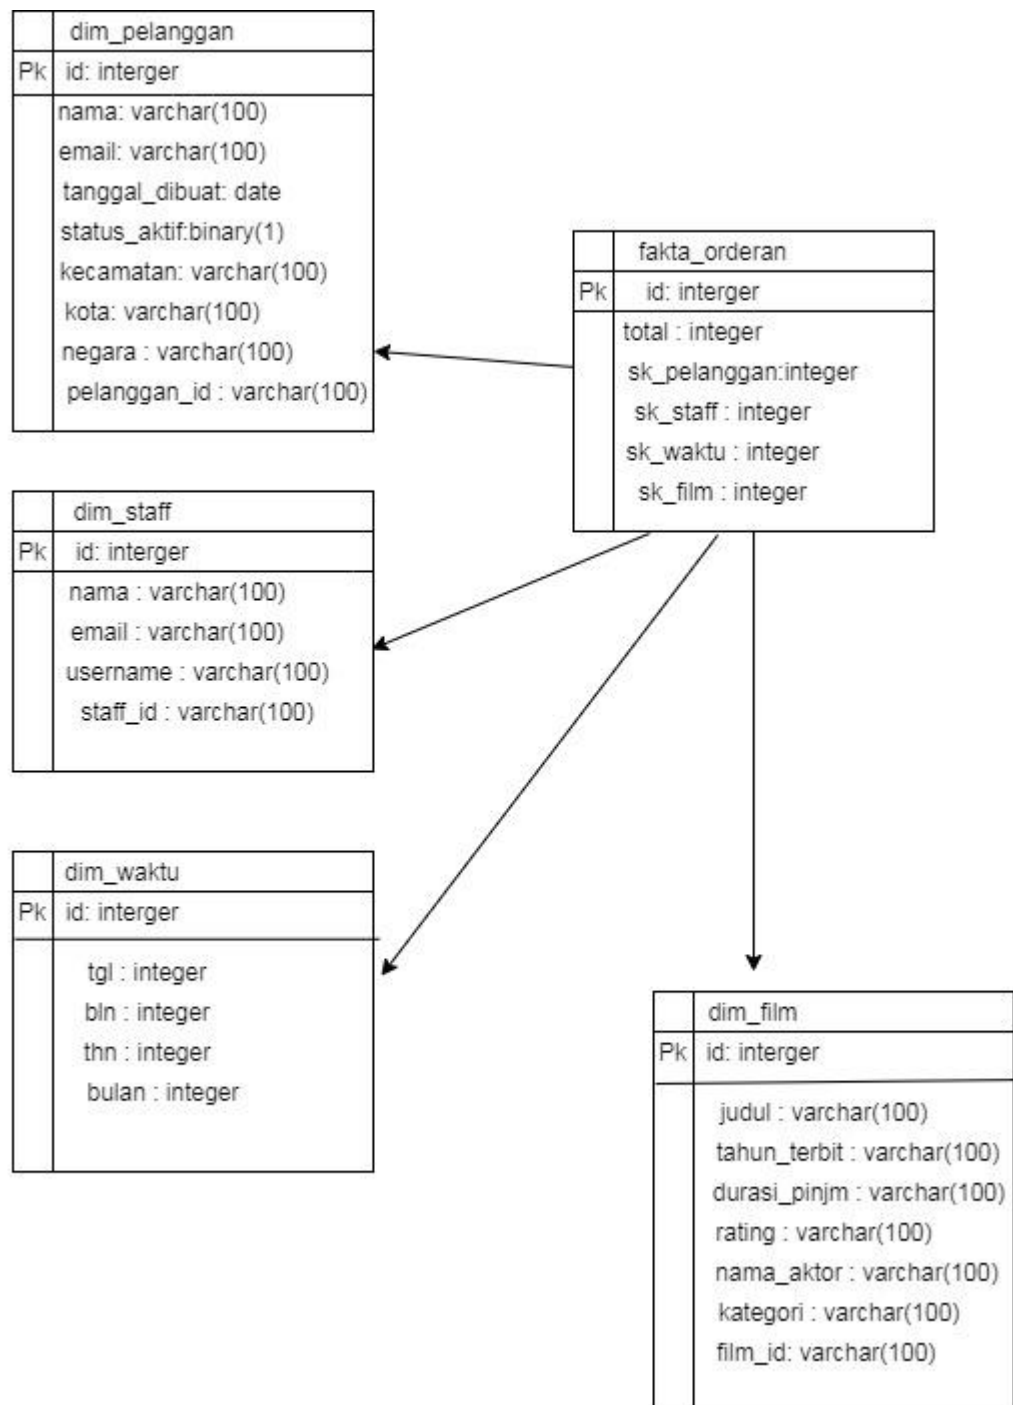 dim_pelanggan
Pk id: interger
nama: varchar(100)
email: varchar(100)
tanggal_dibuat: date
status_aktif:binary(1)
kecamatan: varchar(100)
kota: varchar(100)
negara : varchar(100)
pelanggan_id : varchar(100)
fakta_orderan
Pk id: interger
total : integer
sk_pelanggan:integer
sk_staff : integer
sk_waktu : integer
sk_film : integer
dim_staff
Pk id: interger
nama : varchar(100)
email : varchar(100)
username : varchar(100)
staff_id : varchar(100)
dim_waktu
Pk id: interger
tgl : integer
bln : integer
thn : integer
bulan : integer
dim_film
Pk id: interger
judul : varchar(100)
tahun_terbit : varchar(100)
durasi_pinjm : varchar(100)
rating : varchar(100)
nama_aktor : varchar(100)
kategori : varchar(100)
film_id: varchar(100)